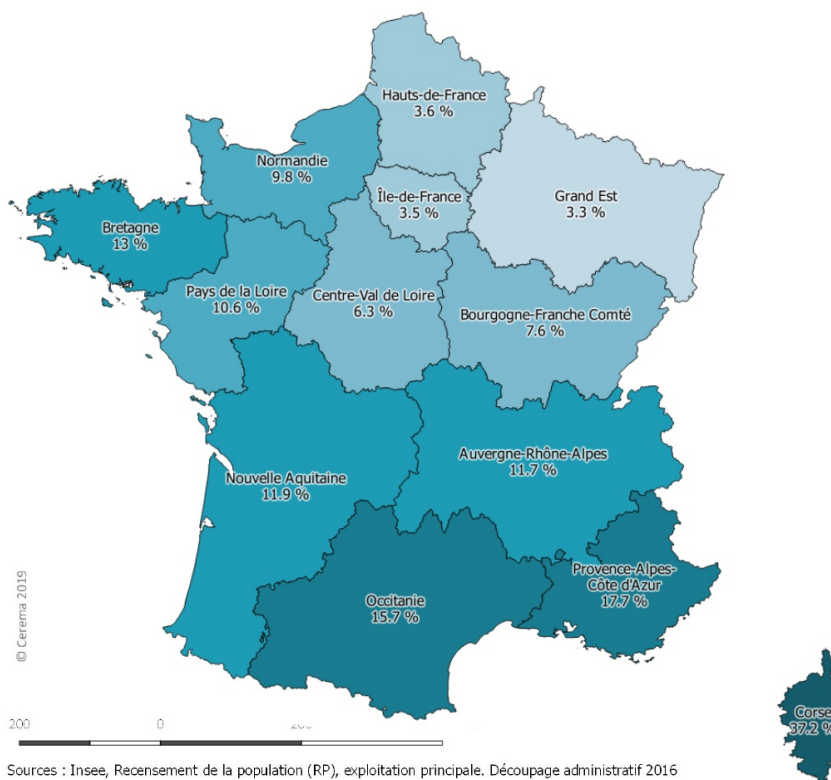 Hauts-de-France
3.6 %
Normandie
9.8 %
Île-de-France
3.5 %
Grand Est
3.3 %
Bretagne
13 %
Pays de la Loire
10.6 %
Centre-Val de Loire
6.3 %
Bourgogne-Franche Comté
7.6 %
Auvergne-Rhône-Alpes
11.7 %
Nouvelle Aquitaine
11.9 %
Provence-Alpes-
Côte d'Azur
17.7 %
Occitanie
15.7 %
Corse
37.2 %
© Cerema 2019
200 0 200
Sources : Insee, Recensement de la population (RP), exploitation principale. Découpage administratif 2016